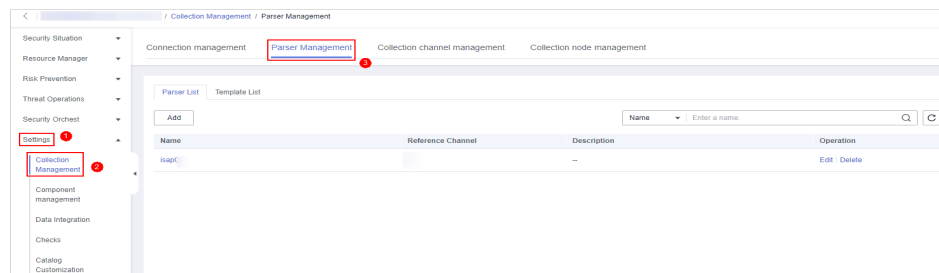 / Collection Management / Parser Management
Security Situation
Resource Manager
Risk Prevention
Threat Operations
Security Orchest
Settings 1
Collection
Management 2
Component
management
Data Integration
Checks
Catalog
Customization
Connection management Parser Management Collection channel management Collection node management
3
Parser List Template List
Add Name Enter a name.
Name Reference Channel Description Operation
isap -- Edit | Delete